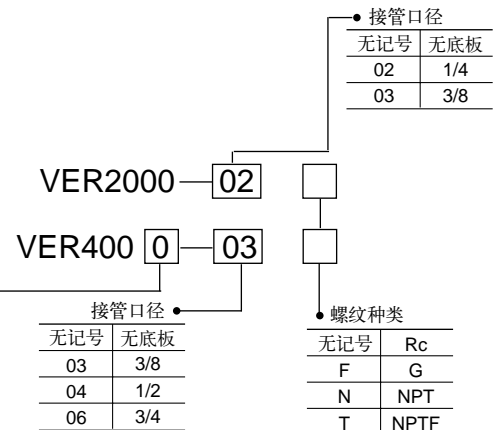 接管口径
无记号 无底板
02 1/4
03 3/8
VER2000 — 02
VER400 0 — 03
接管口径
无记号 无底板
03 3/8
04 1/2
06 3/4
螺纹种类
无记号 Rc
F G
N NPT
T NPTF